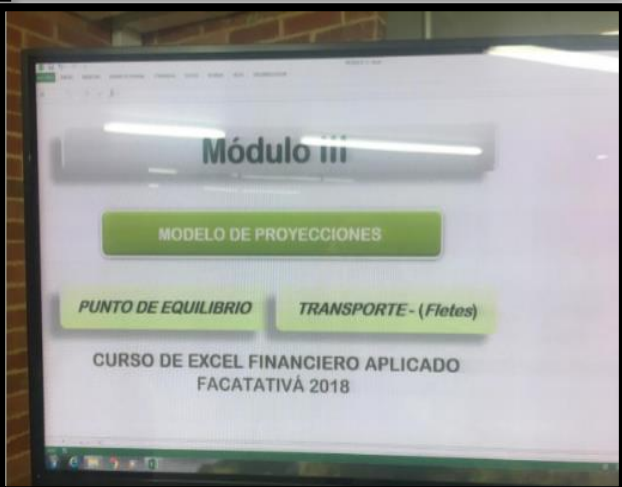 Módulo iii
MODELO DE PROYECCIONES
PUNTO DE EQUILIBRIO
TRANSPORTE - (Fletes)
CURSO DE EXCEL FINANCIERO APLICADO
FACATATIVÁ 2018